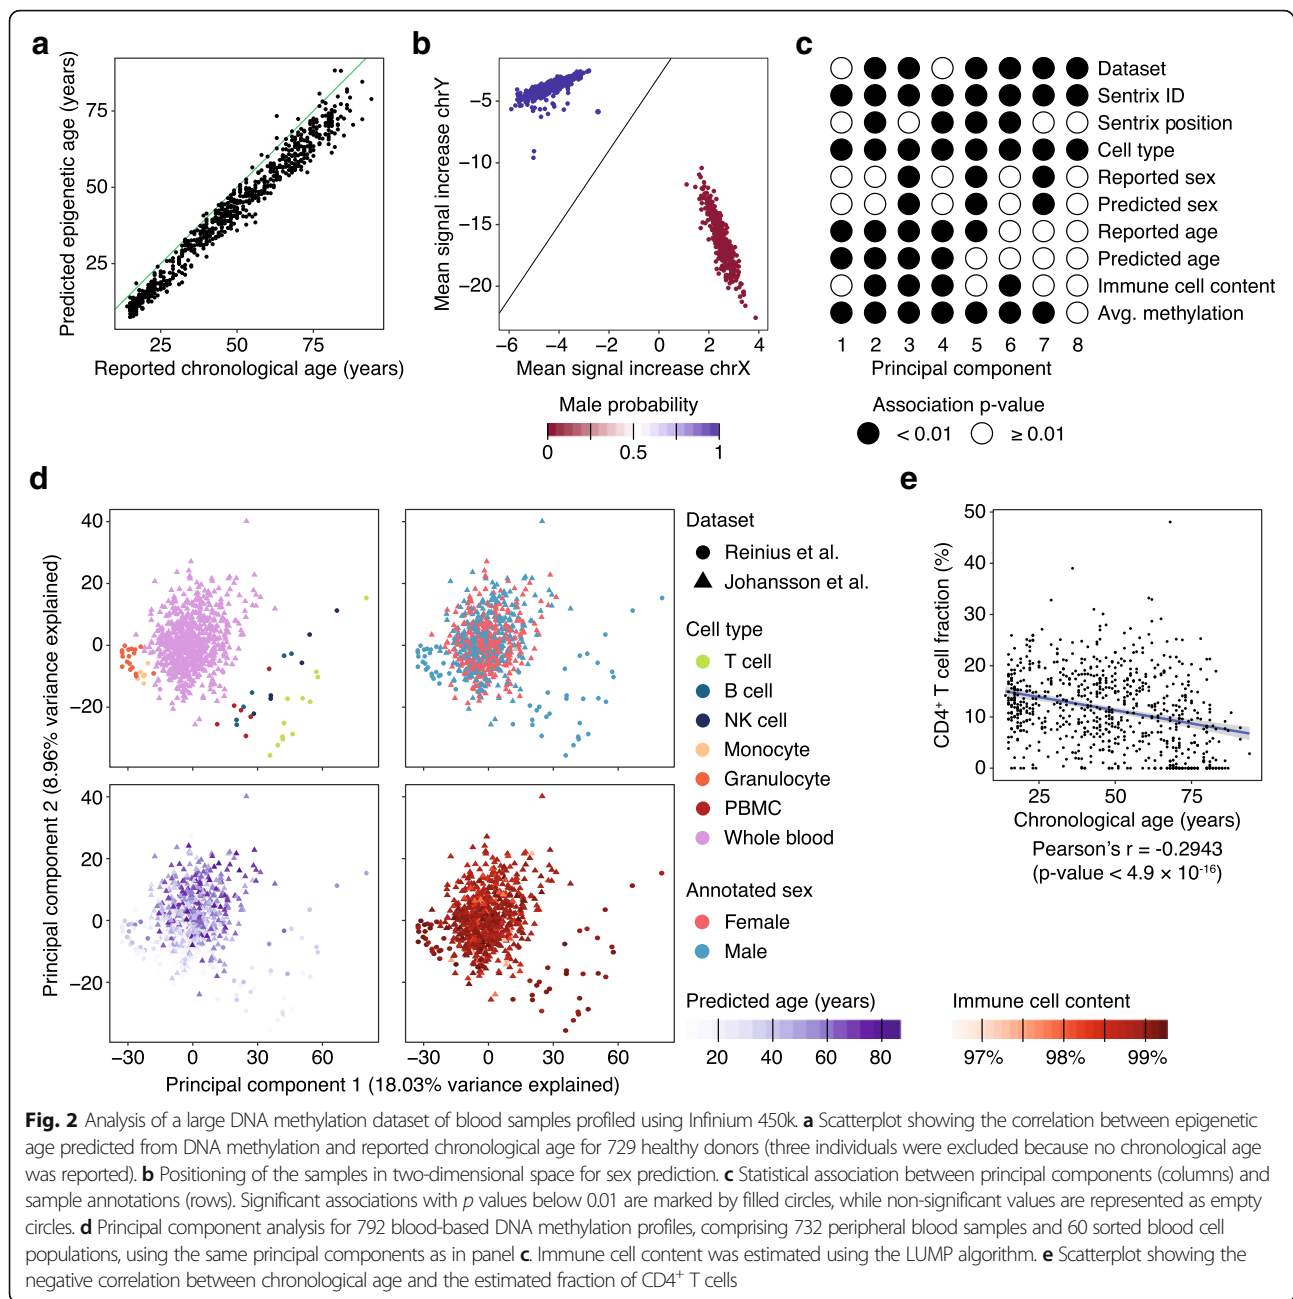 a
Predicted epigenetic age (years)
75
50
25
25 50 75
Reported chronological age (years)
b
Mean signal increase chrY
−5
−10
−15
−20
−6 −4 −2 0 2 4
Mean signal increase chrX
Male probability
0 0.5 1
c
Dataset
Sentrix ID
Sentrix position
Cell type
Reported sex
Predicted sex
Reported age
Predicted age
Immune cell content
Avg. methylation
1 2 3 4 5 6 7 8
Principal component
Association p-value
< 0.01 ≥ 0.01
d
Principal component 2 (8.96% variance explained)
40
20
0
−20
40
20
0
−20
−30 0 30 60 −30 0 30 60
Principal component 1 (18.03% variance explained)
Dataset
Reinius et al.
Johansson et al.
Cell type
T cell
B cell
NK cell
Monocyte
Granulocyte
PBMC
Whole blood
Annotated sex
Female
Male
Predicted age (years)
20 40 60 80
Immune cell content
97% 98% 99%
e
CD4⁺ T cell fraction (%)
50
40
30
20
10
0
25 50 75
Chronological age (years)
Pearson's r = -0.2943
(p-value < 4.9 × 10⁻¹⁶)
Fig. 2 Analysis of a large DNA methylation dataset of blood samples profiled using Infinium 450k. a Scatterplot showing the correlation between epigenetic
age predicted from DNA methylation and reported chronological age for 729 healthy donors (three individuals were excluded because no chronological age
was reported). b Positioning of the samples in two-dimensional space for sex prediction. c Statistical association between principal components (columns) and
sample annotations (rows). Significant associations with p values below 0.01 are marked by filled circles, while non-significant values are represented as empty
circles. d Principal component analysis for 792 blood-based DNA methylation profiles, comprising 732 peripheral blood samples and 60 sorted blood cell
populations, using the same principal components as in panel c. Immune cell content was estimated using the LUMP algorithm. e Scatterplot showing the
negative correlation between chronological age and the estimated fraction of CD4⁺ T cells